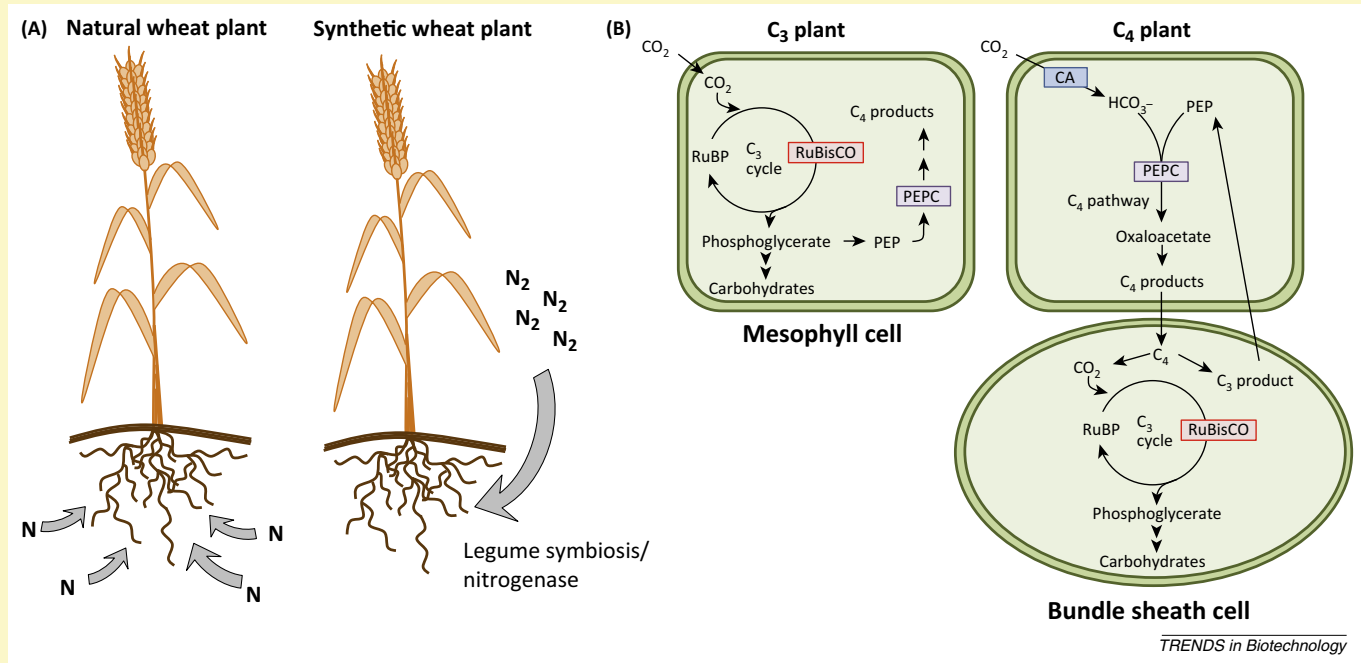 (A) Natural wheat plant
Synthetic wheat plant
N₂
N₂
N₂
N₂
N
N
N
N
Legume symbiosis/
nitrogenase
(B)
C₃ plant
CO₂
CO₂
RuBP
C₃
cycle
RuBisCO
Phosphoglycerate
Carbohydrates
PEP
PEPC
C₄ products
Mesophyll cell
C₄ plant
CO₂
CA
HCO₃⁻
PEP
PEPC
C₄ pathway
Oxaloacetate
C₄ products
C₄
CO₂
C₃ product
RuBP
C₃
cycle
RuBisCO
Phosphoglycerate
Carbohydrates
Bundle sheath cell
TRENDS in Biotechnology